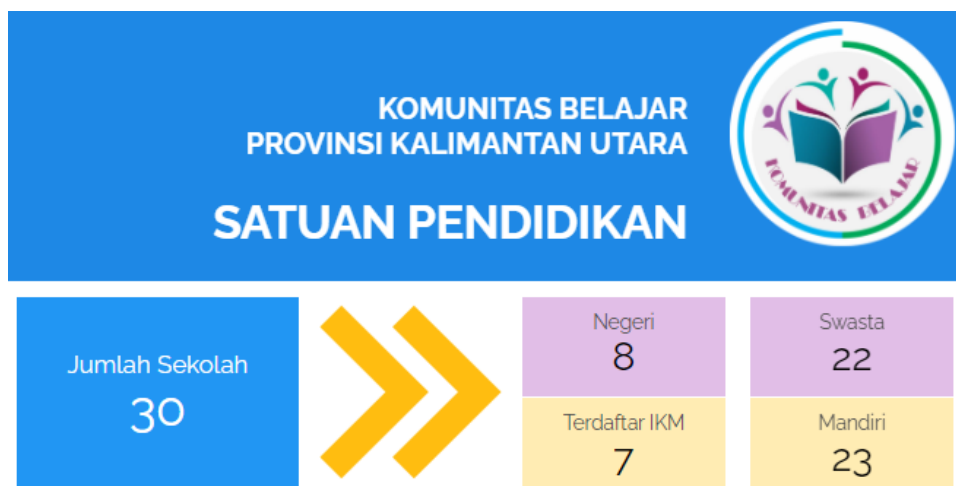 KOMUNITAS BELAJAR
PROVINSI KALIMANTAN UTARA
SATUAN PENDIDIKAN
KOMUNITAS BELAJAR
Jumlah Sekolah
30
Negeri
8
Swasta
22
Terdaftar IKM
7
Mandiri
23